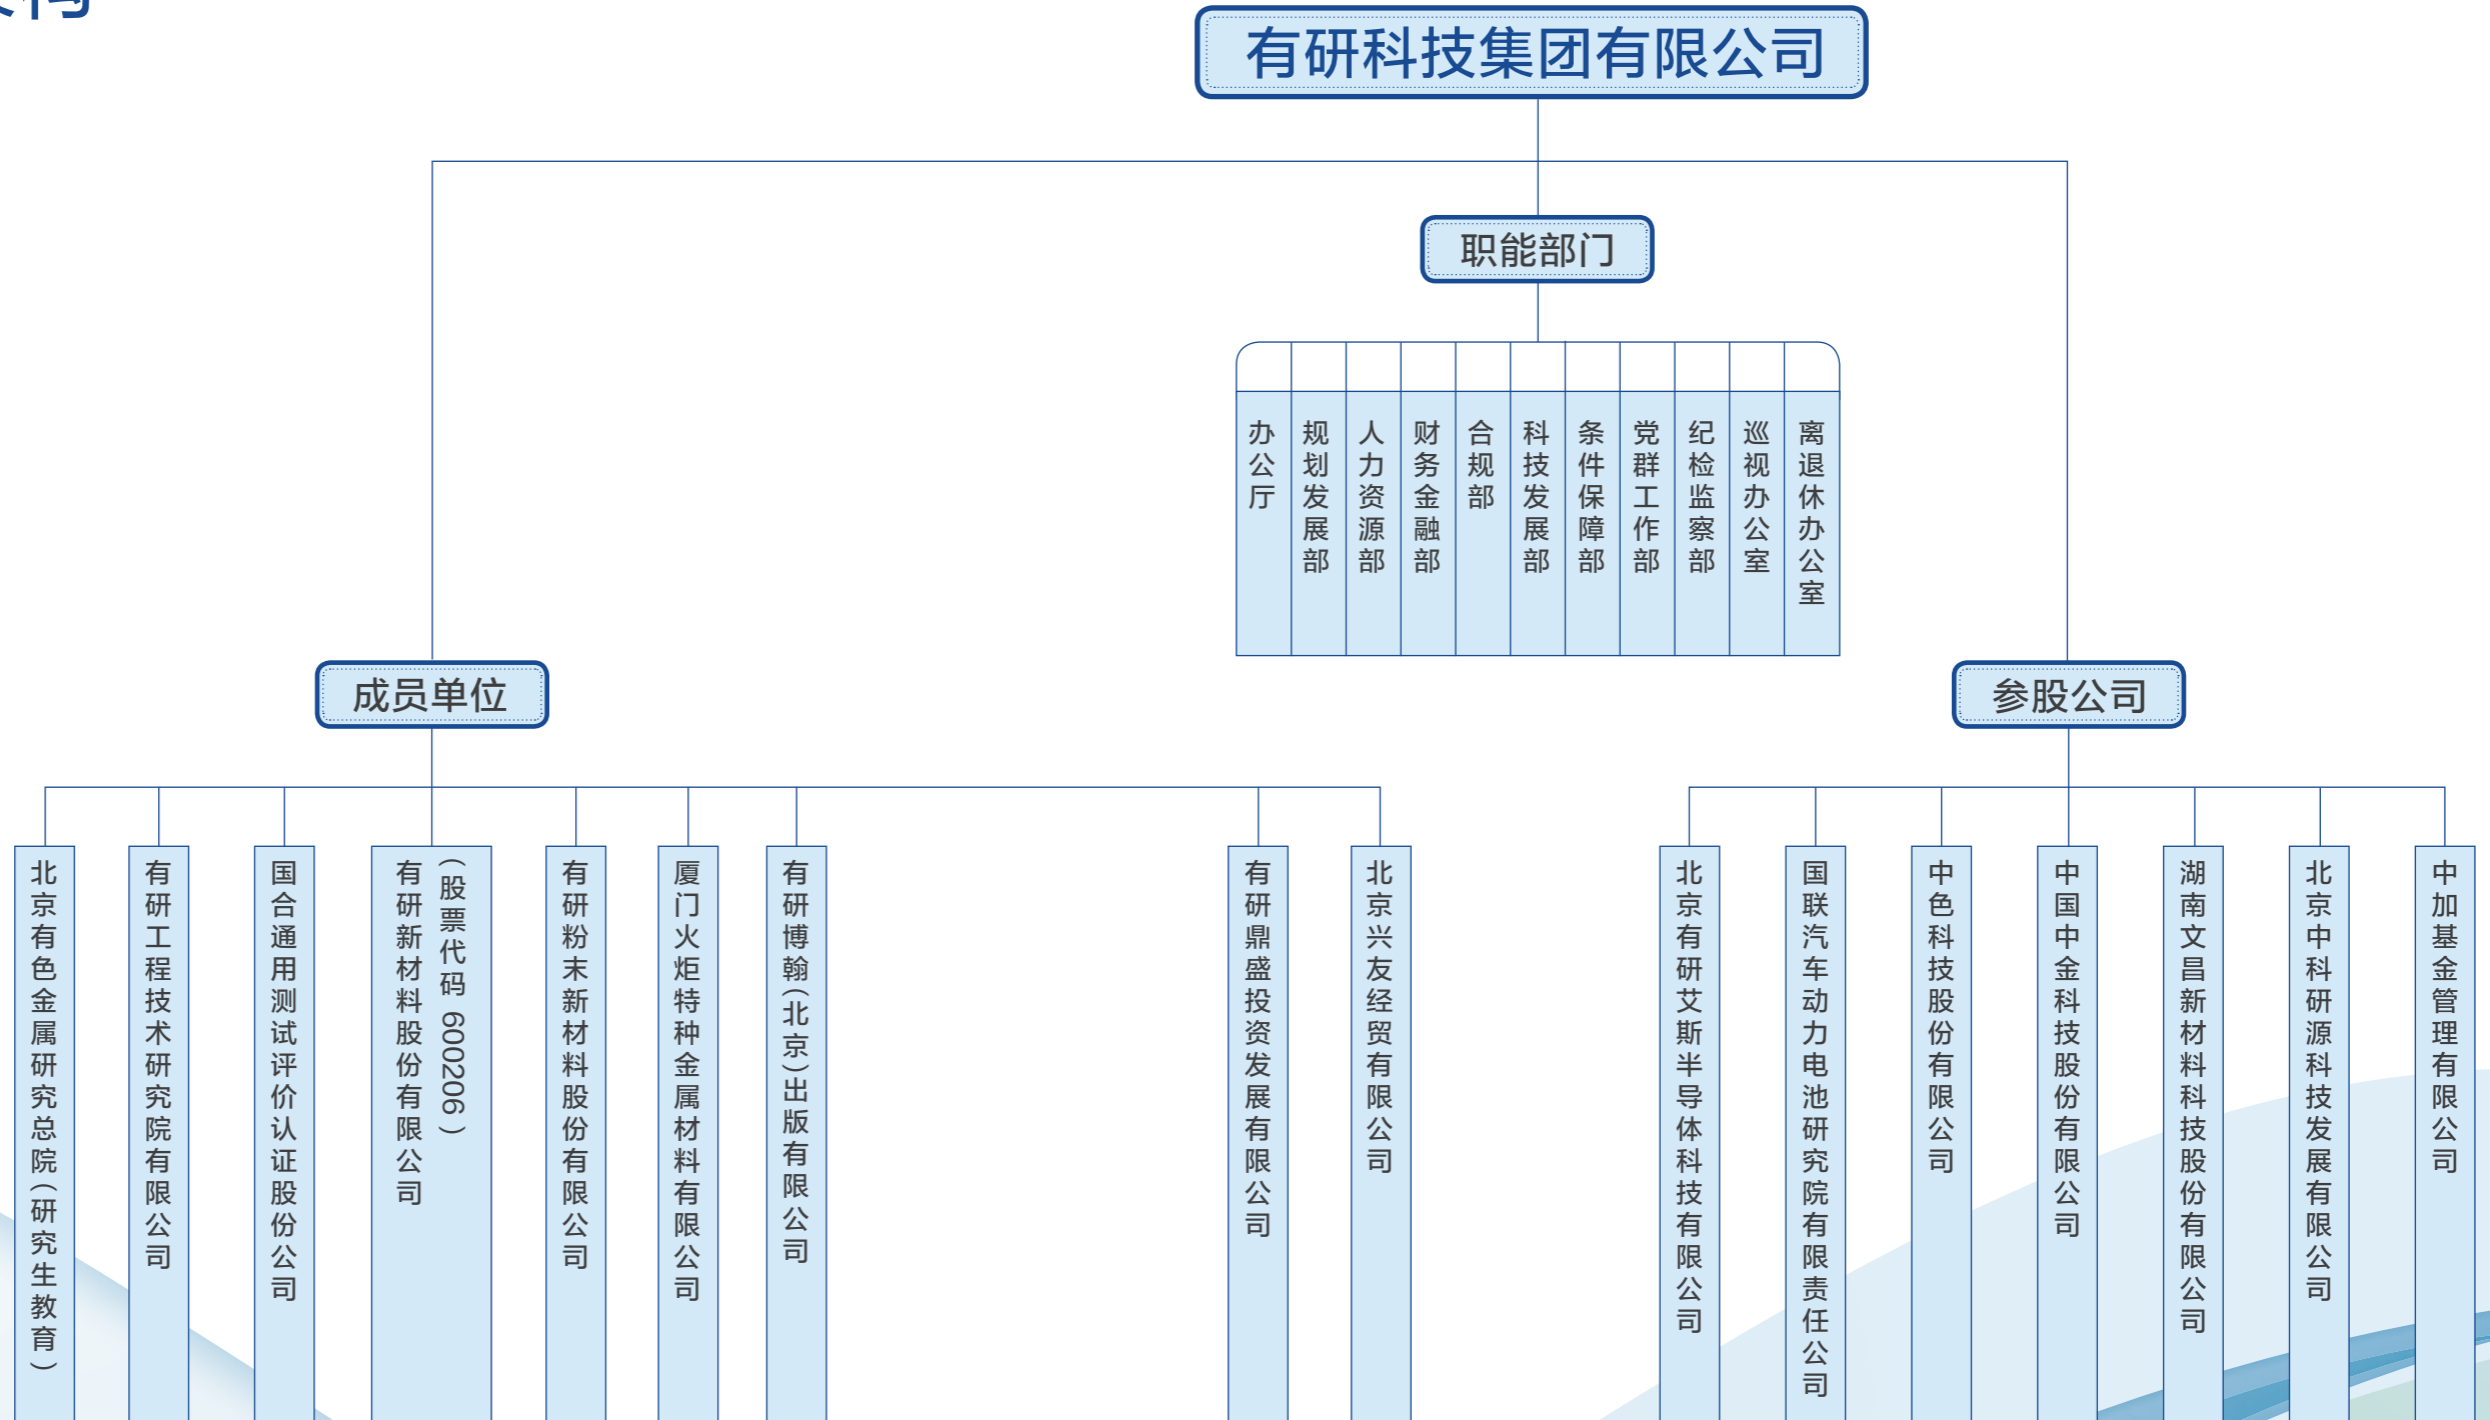 构
有研科技集团有限公司
职能部门
办公厅
规划发展部
人力资源部
财务金融部
合规部
科技发展部
条件保障部
党群工作部
纪检监察部
巡视办公室
离退休办公室
成员单位
参股公司
北京有色金属研究总院(研究生教育)
有研工程技术研究院有限公司
国合通用测试评价认证股份公司
有研新材料股份有限公司
(股票代码 600206)
有研粉末新材料股份有限公司
厦门火炬特种金属材料有限公司
有研博翰(北京)出版有限公司
有研鼎盛投资发展有限公司
北京兴友经贸有限公司
北京有研艾斯半导体科技有限公司
国联汽车动力电池研究院有限责任公司
中色科技股份有限公司
中国中金科技股份有限公司
湖南文昌新材料科技股份有限公司
北京中科研源科技发展有限公司
中加基金管理有限公司